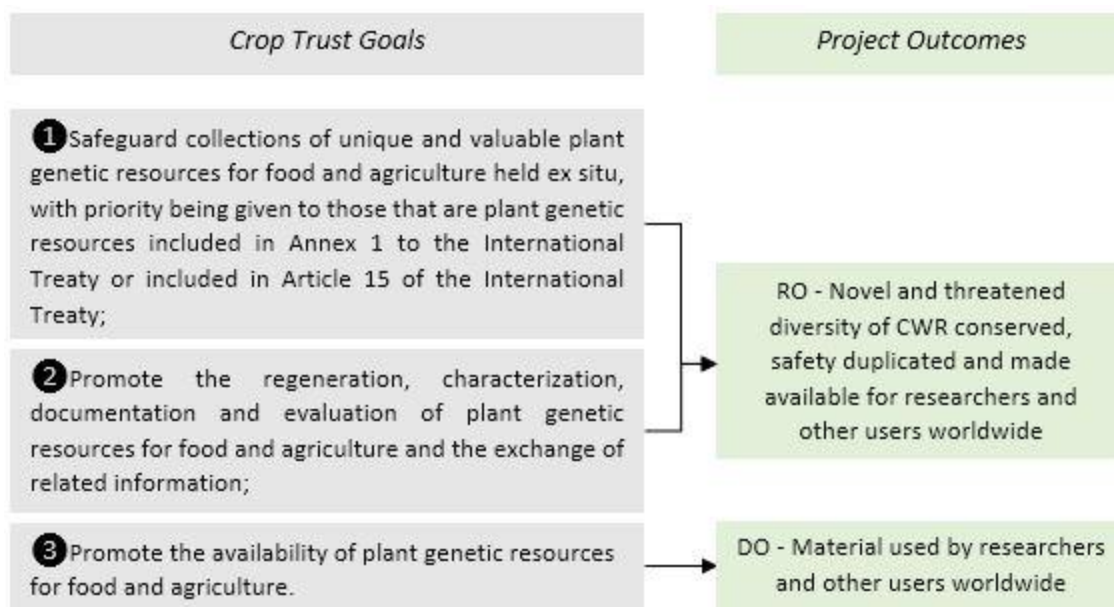 Crop Trust Goals
Project Outcomes
❶Safeguard collections of unique and valuable plant
genetic resources for food and agriculture held ex situ,
with priority being given to those that are plant genetic
resources included in Annex 1 to the International
Treaty or included in Article 15 of the International
Treaty;
❷Promote the regeneration, characterization,
documentation and evaluation of plant genetic
resources for food and agriculture and the exchange of
related information;
❸Promote the availability of plant genetic resources
for food and agriculture.
RO - Novel and threatened
diversity of CWR conserved,
safety duplicated and made
available for researchers and
other users worldwide
DO - Material used by researchers
and other users worldwide